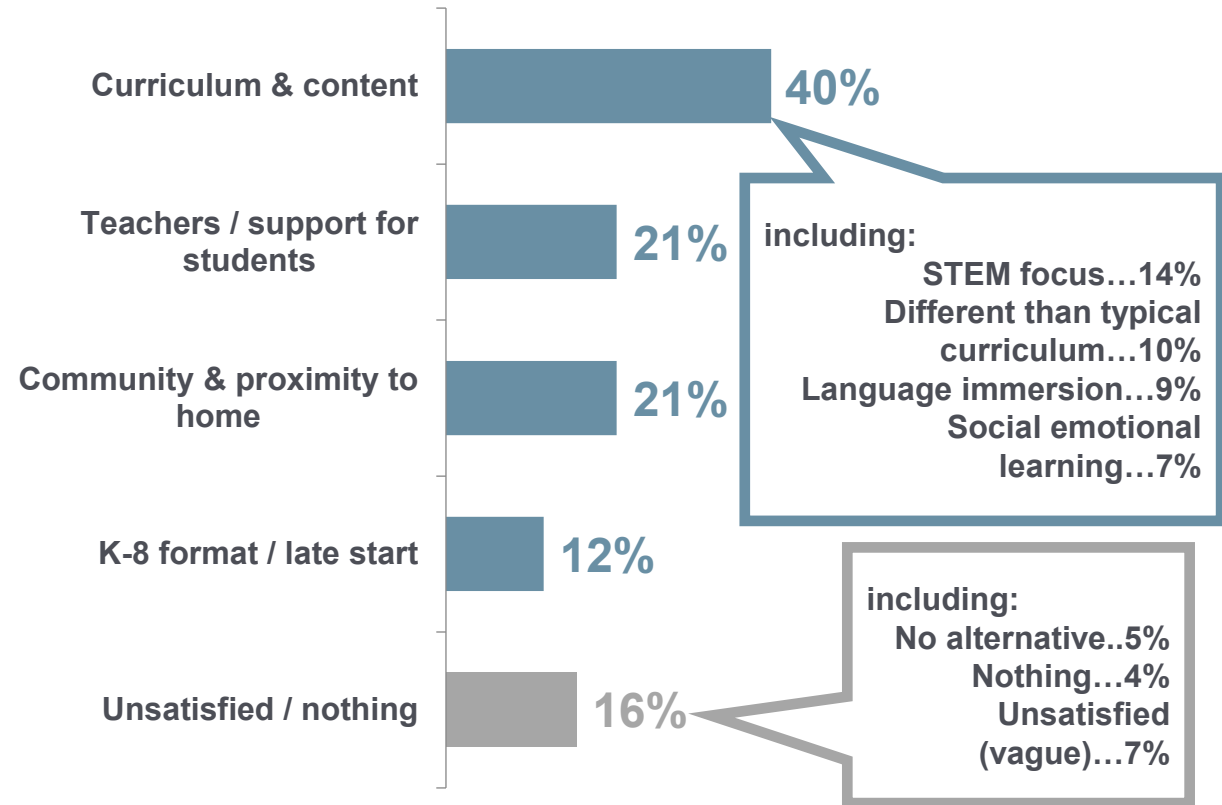 Curriculum & content
40%
Teachers / support for
students
21%
including:
STEM focus…14%
Different than typical
curriculum…10%
Language immersion…9%
Social emotional
learning…7%
Community & proximity to
home
21%
K-8 format / late start
12%
Unsatisfied / nothing
16%
including:
No alternative..5%
Nothing…4%
Unsatisfied
(vague)…7%